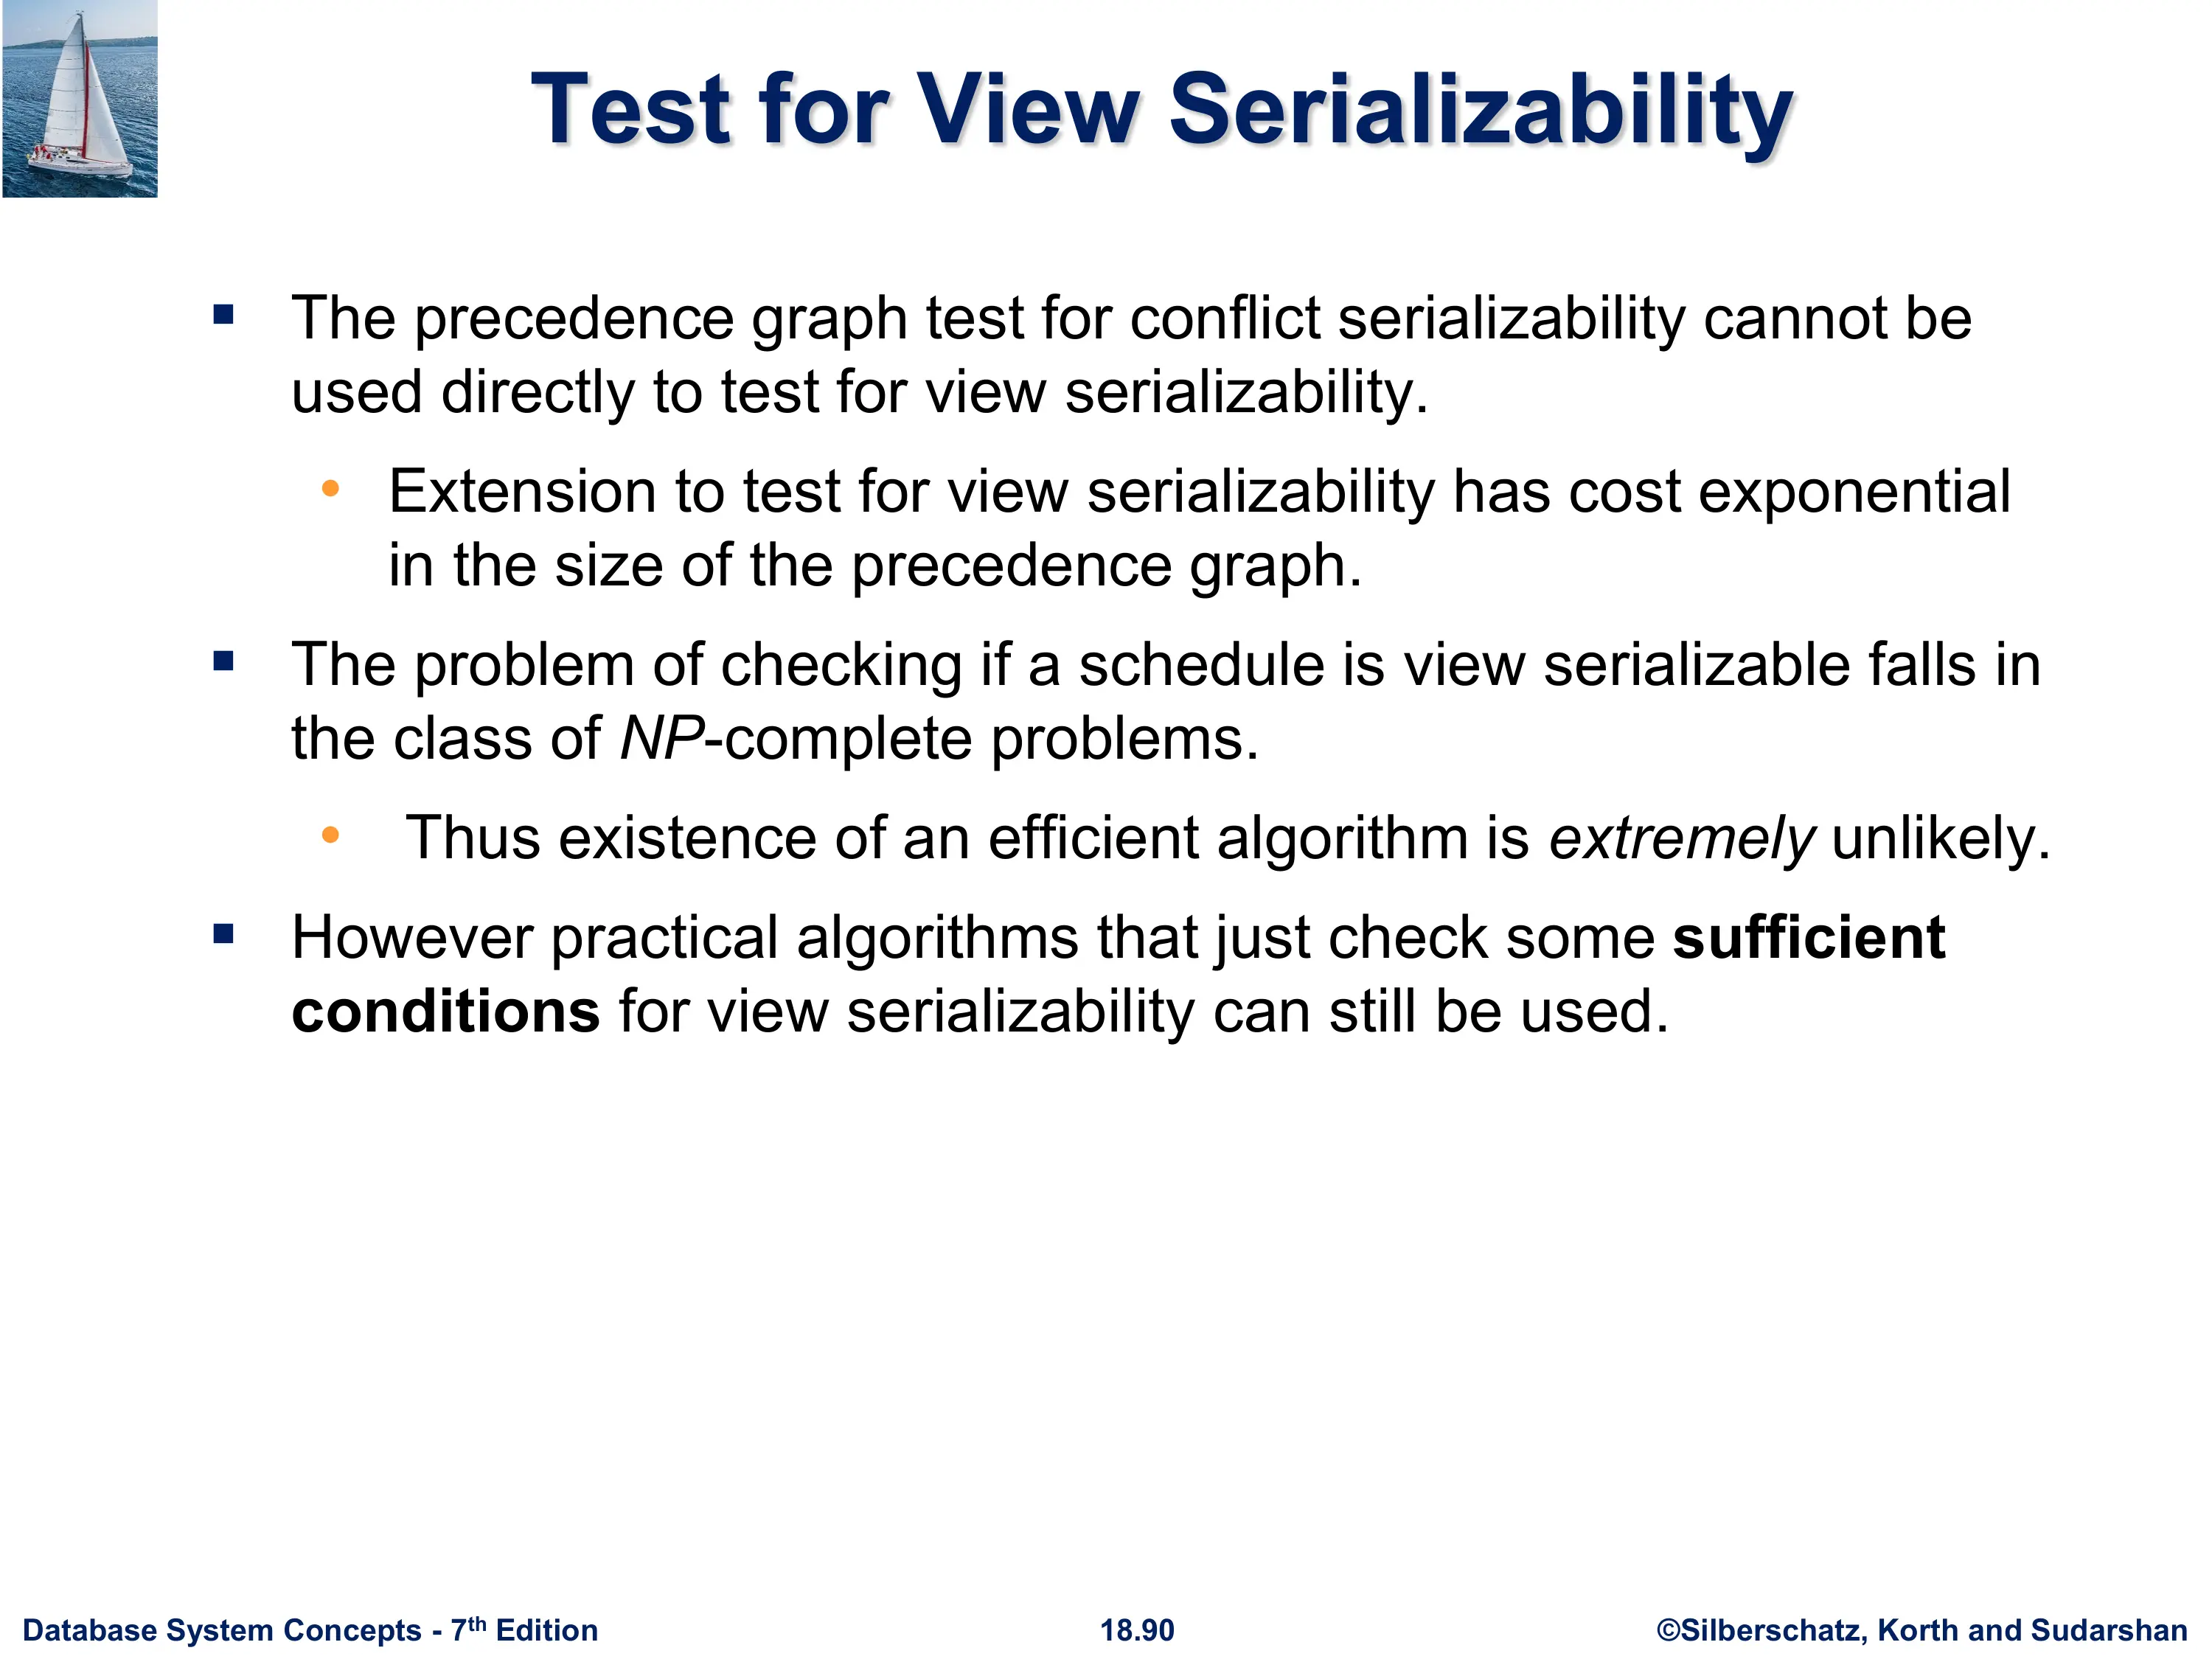 Test for View Serializability
▪ The precedence graph test for conflict serializability cannot be
used directly to test for view serializability.
• Extension to test for view serializability has cost exponential
in the size of the precedence graph.
▪ The problem of checking if a schedule is view serializable falls in
the class of NP-complete problems.
• Thus existence of an efficient algorithm is extremely unlikely.
▪ However practical algorithms that just check some sufficient
conditions for view serializability can still be used.
Database System Concepts - 7th Edition
18.90
©Silberschatz, Korth and Sudarshan